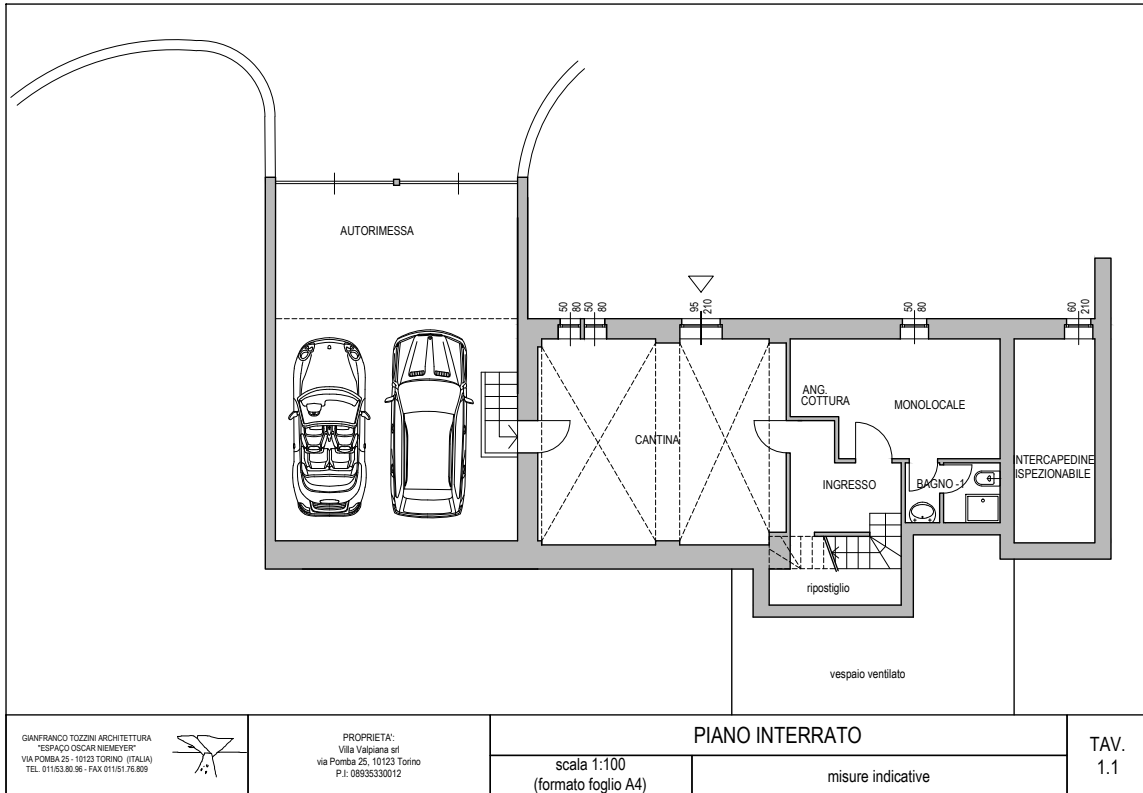 AUTORIMESSA
50
80
50
80
95
210
50
80
60
210
ANG.
COTTURA
MONOLOCALE
CANTINA
INTERCAPEDINE
ISPEZIONABILE
INGRESSO
BAGNO -1
ripostiglio
vespaio ventilato
GIANFRANCO TOZZINI ARCHITETTURA
"ESPAÇO OSCAR NIEMEYER"
VIA POMBA 25 - 10123 TORINO (ITALIA)
TEL. 011/53.80.96 - FAX 011/51.76.809
PROPRIETA':
Villa Valpiana srl
via Pomba 25, 10123 Torino
P.I: 08935330012
PIANO INTERRATO
scala 1:100
(formato foglio A4)
misure indicative
TAV.
1.1